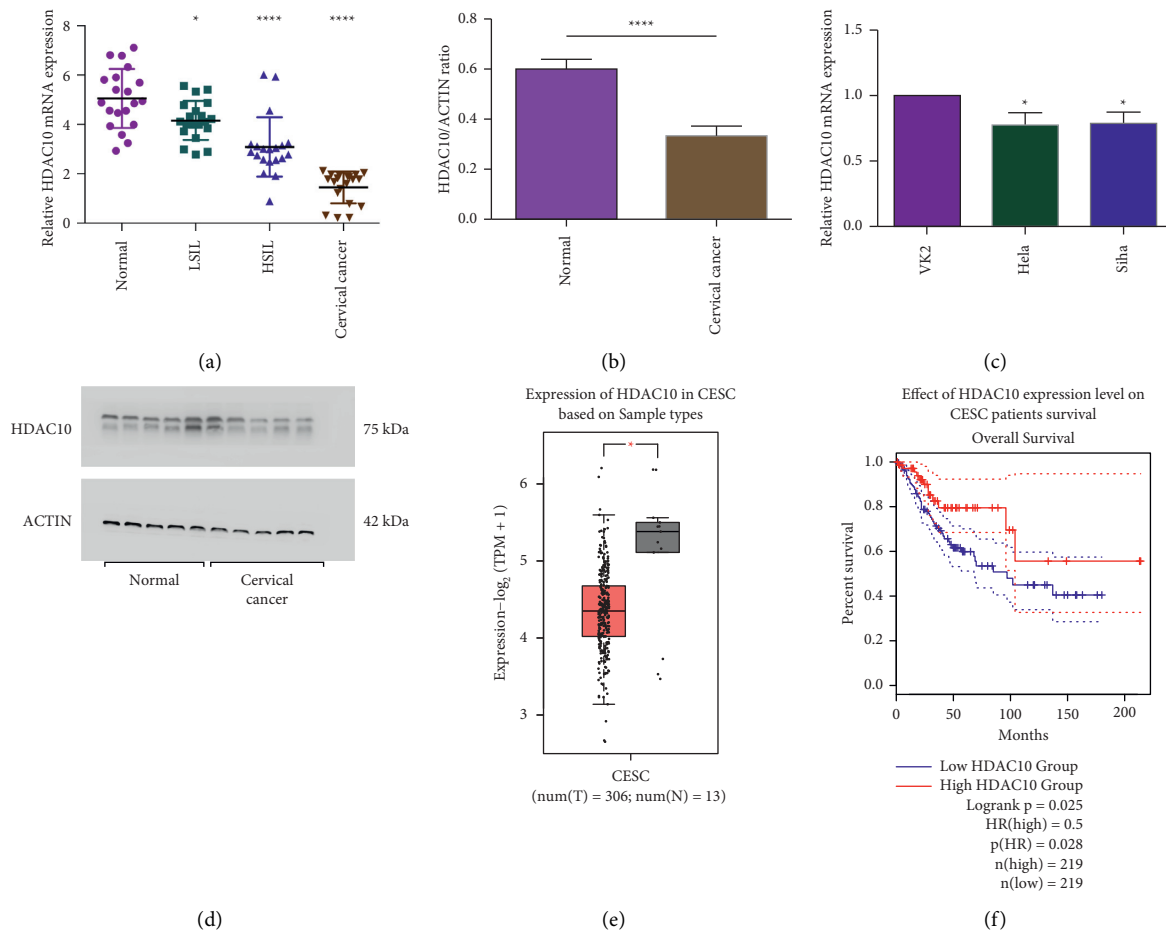 Relative HDAC10 mRNA expression
8
6
4
2
0
*
****
****
Normal
LSIL
HSIL
Cervical cancer
(a)
HDAC10/ACTIN ratio
0.8
0.6
0.4
0.2
0.0
****
Normal
Cervical cancer
(b)
Relative HDAC10 mRNA expression
1.5
1.0
0.5
0.0
*
*
VK2
Hela
Siha
(c)
HDAC10
75 kDa
ACTIN
42 kDa
Normal
Cervical
cancer
(d)
Expression of HDAC10 in CESC
based on Sample types
Expression−log₂ (TPM + 1)
6
5
4
3
*
CESC
(num(T) = 306; num(N) = 13)
(e)
Effect of HDAC10 expression level on
CESC patients survival
Overall Survival
Percent survival
1.0
0.8
0.6
0.4
0.2
0.0
0
50
100
150
200
Months
Low HDAC10 Group
High HDAC10 Group
Logrank p = 0.025
HR(high) = 0.5
p(HR) = 0.028
n(high) = 219
n(low) = 219
(f)